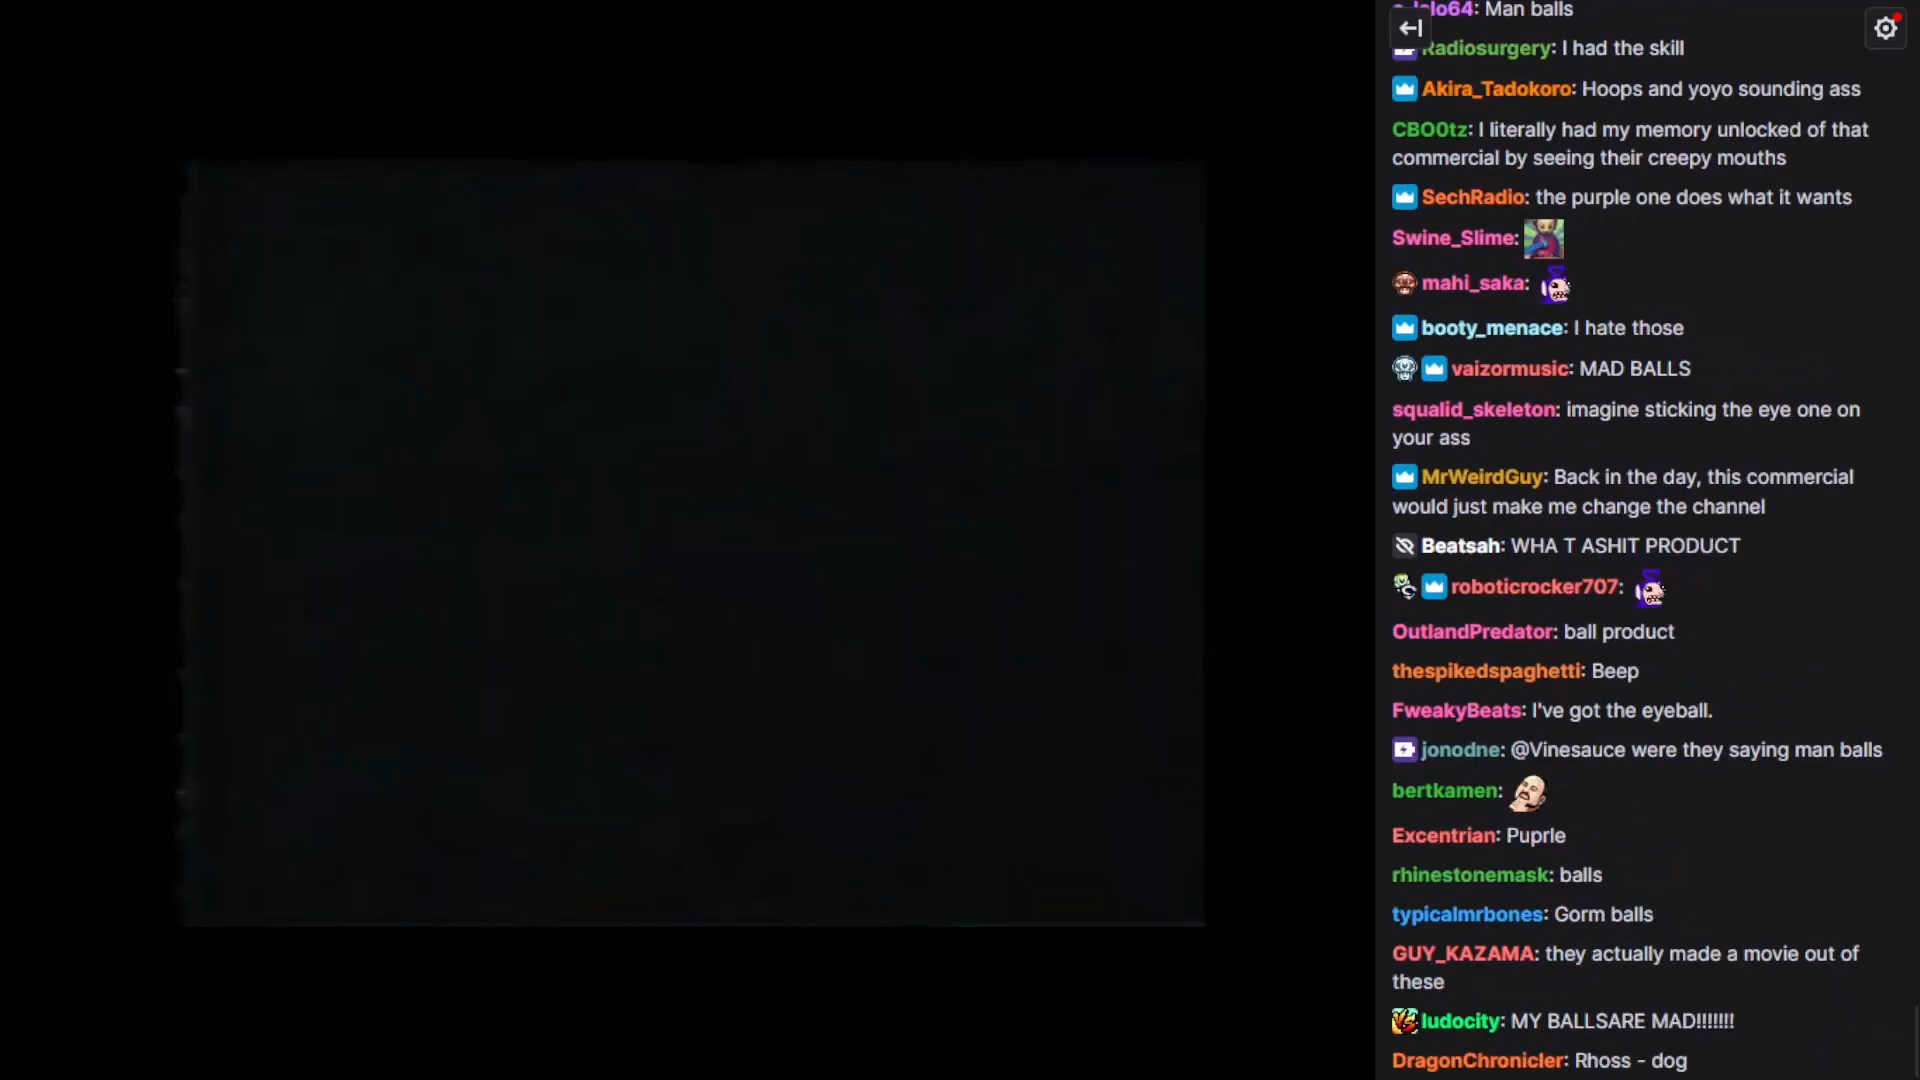 e_lalo64: Man balls
Radiosurgery: I had the skill
Akira_Tadokoro: Hoops and yoyo sounding ass
CBO0tz: I literally had my memory unlocked of that
commercial by seeing their creepy mouths
SechRadio: the purple one does what it wants
Swine_Slime:
mahi_saka:
booty_menace: I hate those
vaizormusic: MAD BALLS
squalid_skeleton: imagine sticking the eye one on
your ass
MrWeirdGuy: Back in the day, this commercial
would just make me change the channel
Beatsah: WHA T ASHIT PRODUCT
roboticrocker707:
OutlandPredator: ball product
thespikedspaghetti: Beep
FweakyBeats: I've got the eyeball.
jonodne: @Vinesauce were they saying man balls
bertkamen:
Excentrian: Puprle
rhinestonemask: balls
typicalmrbones: Gorm balls
GUY_KAZAMA: they actually made a movie out of
these
ludocity: MY BALLSARE MAD!!!!!!!
DragonChronicler: Rhoss - dog